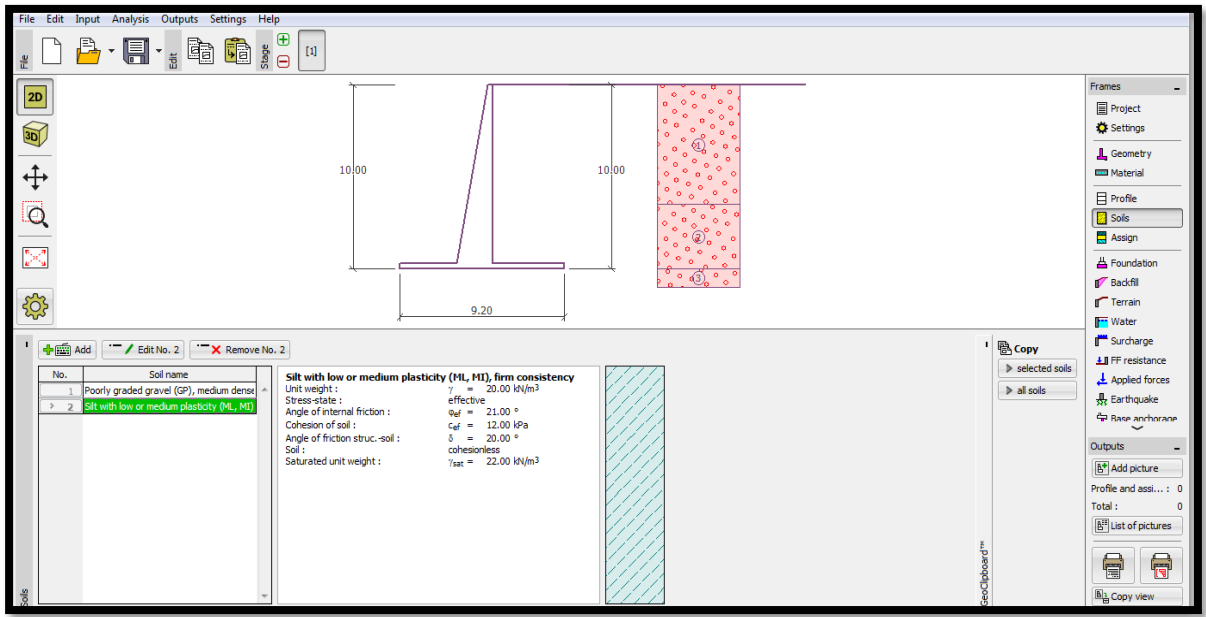 File Edit Input Analysis Outputs Settings Help
File
Edit
Stage
[1]
2D
3D
10.00
10.00
9.20
1
2
3
Frames
Project
Settings
Geometry
Material
Profile
Soils
Assign
Foundation
Backfill
Terrain
Water
Surcharge
FF resistance
Applied forces
Earthquake
Base anchorage
Outputs
Add picture
Profile and assi... : 0
Total : 0
List of pictures
Copy view
Add Edit No. 2 Remove No. 2
No. Soil name
1 Poorly graded gravel (GP), medium dense
2 Silt with low or medium plasticity (ML, MI)
Silt with low or medium plasticity (ML, MI), firm consistency
Unit weight : γ = 20.00 kN/m3
Stress-state : effective
Angle of internal friction : φef = 21.00 °
Cohesion of soil : cef = 12.00 kPa
Angle of friction struc.-soil : δ = 20.00 °
Soil : cohesionless
Saturated unit weight : γsat = 22.00 kN/m3
Copy
selected soils
all soils
GeoClipboard™
Soils